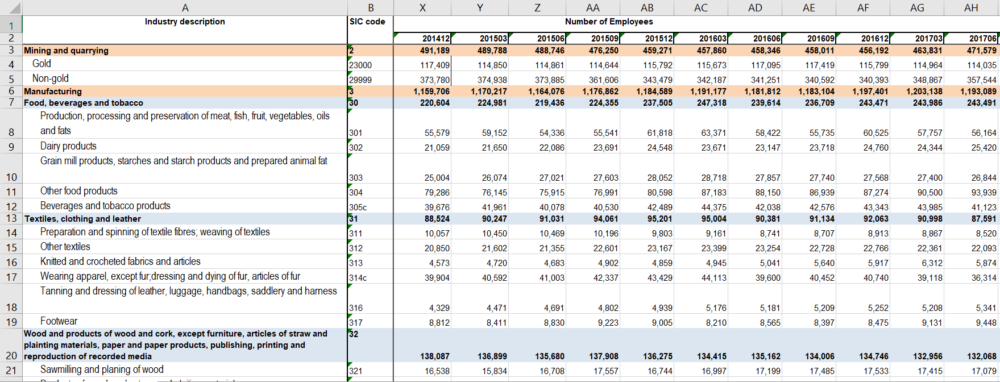 A B X Y Z AA AB AC AD AE AF AG AH
1 Industry description SIC code Number of Employees
2 201412 201503 201506 201509 201512 201603 201606 201609 201612 201703 201706
3 Mining and quarrying 2 491,189 489,788 488,746 476,250 459,271 457,860 458,346 458,011 456,192 463,831 471,579
4 Gold 23000 117,409 114,850 114,861 114,644 115,792 115,673 117,095 117,419 115,799 114,964 114,035
5 Non-gold 29999 373,780 374,938 373,885 361,606 343,479 342,187 341,251 340,592 340,393 348,867 357,544
6 Manufacturing 3 1,159,706 1,170,217 1,164,076 1,176,862 1,184,589 1,191,177 1,181,812 1,183,104 1,197,401 1,203,138 1,193,089
7 Food, beverages and tobacco 30 220,604 224,981 219,436 224,355 237,505 247,318 239,614 236,709 243,471 243,986 243,491
Production, processing and preservation of meat, fish, fruit, vegetables, oils
8 and fats 301 55,579 59,152 54,336 55,541 61,818 63,371 58,422 55,735 60,525 57,757 56,164
9 Dairy products 302 21,059 21,650 22,086 23,691 24,548 23,671 23,147 23,718 24,760 24,344 25,420
Grain mill products, starches and starch products and prepared animal fat
10 303 25,004 26,074 27,021 27,603 28,052 28,718 27,857 27,740 27,568 27,400 26,844
11 Other food products 304 79,286 76,145 75,915 76,991 80,598 87,183 88,150 86,939 87,274 90,500 93,939
12 Beverages and tobacco products 305c 39,676 41,961 40,078 40,530 42,489 44,375 42,038 42,576 43,343 43,985 41,123
13 Textiles, clothing and leather 31 88,524 90,247 91,031 94,061 95,201 95,004 90,381 91,134 92,063 90,998 87,591
14 Preparation and spinning of textile fibres; weaving of textiles 311 10,057 10,450 10,469 10,196 9,803 9,161 8,741 8,707 8,913 8,867 8,520
15 Other textiles 312 20,850 21,602 21,355 22,601 23,167 23,399 23,254 22,728 22,766 22,361 22,093
16 Knitted and crocheted fabrics and articles 313 4,573 4,720 4,683 4,902 4,859 4,945 5,041 5,640 5,917 6,312 5,874
17 Wearing apparel, except fur;dressing and dying of fur, articles of fur 314c 39,904 40,592 41,003 42,337 43,429 44,113 39,600 40,452 40,740 39,118 36,314
Tanning and dressing of leather, luggage, handbags, saddlery and harness
18 316 4,329 4,471 4,691 4,802 4,939 5,176 5,181 5,209 5,252 5,208 5,341
19 Footwear 317 8,812 8,411 8,830 9,223 9,005 8,210 8,565 8,397 8,475 9,131 9,448
Wood and products of wood and cork, except furniture, articles of straw and 32
plainting materials, paper and paper products, publishing, printing and
20 reproduction of recorded media 138,087 136,899 135,680 137,908 136,275 134,415 135,162 134,006 134,746 132,956 132,068
21 Sawmilling and planing of wood 321 16,538 15,834 16,708 17,557 16,744 16,997 17,199 17,485 17,533 17,415 17,079